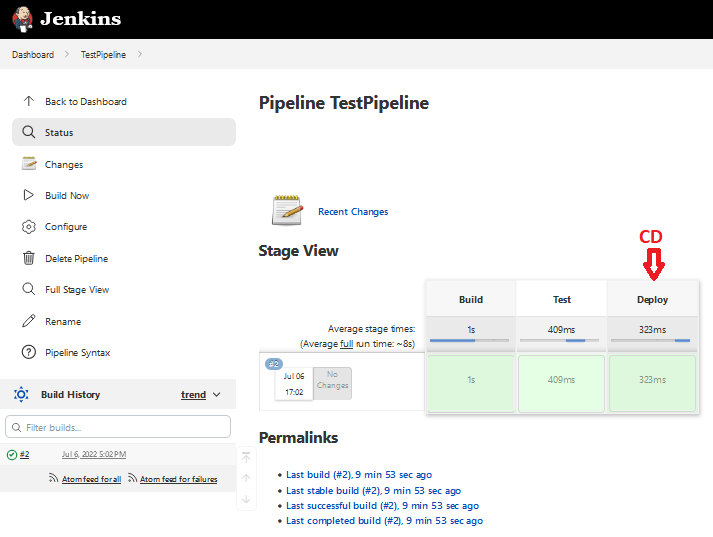 Jenkins
Dashboard
TestPipeline
Back to Dashboard
Status
Changes
Build Now
Configure
Delete Pipeline
Full Stage View
Rename
Pipeline Syntax
Build History
trend
Filter builds...
#2
Jul 6, 2022 5:02 PM
Atom feed for all
Atom feed for failures
Pipeline TestPipeline
Recent Changes
Stage View
CD
Build
Test
Deploy
Average stage times:
(Average full run time: ~8s)
1s
409ms
323ms
#2
Jul 06
17:02
No
Changes
1s
409ms
323ms
Permalinks
Last build (#2), 9 min 53 sec ago
Last stable build (#2), 9 min 53 sec ago
Last successful build (#2), 9 min 53 sec ago
Last completed build (#2), 9 min 53 sec ago